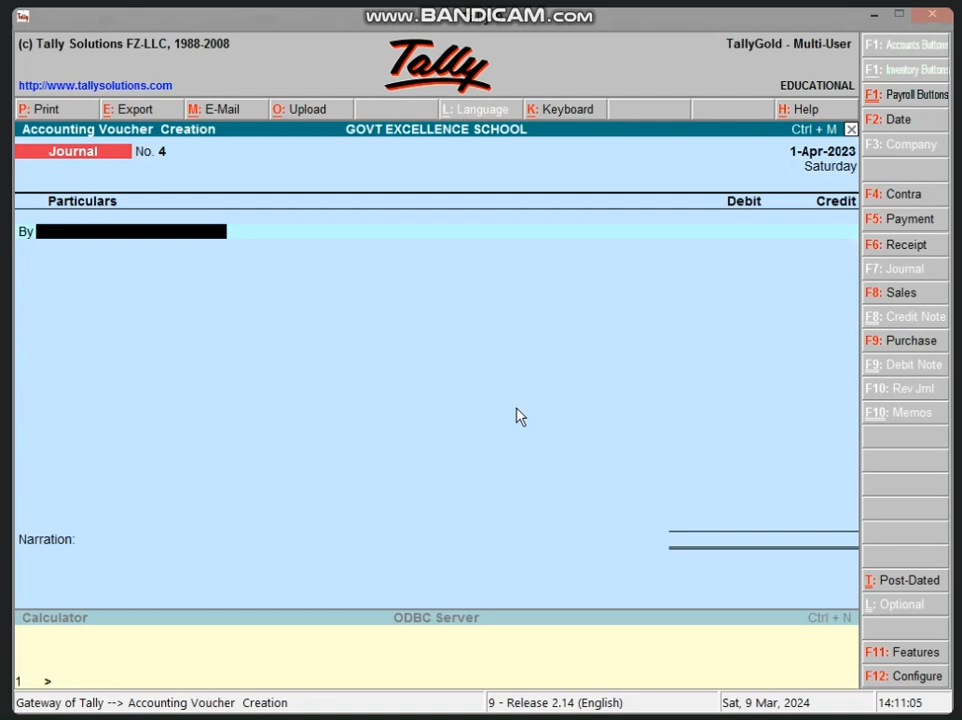 WWW.BANDICAM.COM
(c) Tally Solutions FZ-LLC, 1988-2008
Tally
TallyGold - Multi-User
http://www.tallysolutions.com
EDUCATIONAL
P: Print E: Export M: E-Mail O: Upload L: Language K: Keyboard H: Help
Accounting Voucher Creation GOVT EXCELLENCE SCHOOL Ctrl + M
Journal No. 4 1-Apr-2023
Saturday
Particulars Debit Credit
By
Narration:
Calculator ODBC Server Ctrl + N
1 >
Gateway of Tally --> Accounting Voucher Creation 9 - Release 2.14 (English) Sat, 9 Mar, 2024 14:11:05
F1: Accounts Buttons
F1: Inventory Buttons
F1: Payroll Buttons
F2: Date
F3: Company
F4: Contra
F5: Payment
F6: Receipt
F7: Journal
F8: Sales
F8: Credit Note
F9: Purchase
F9: Debit Note
F10: Rev Jrnl
F10: Memos
T: Post-Dated
L: Optional
F11: Features
F12: Configure